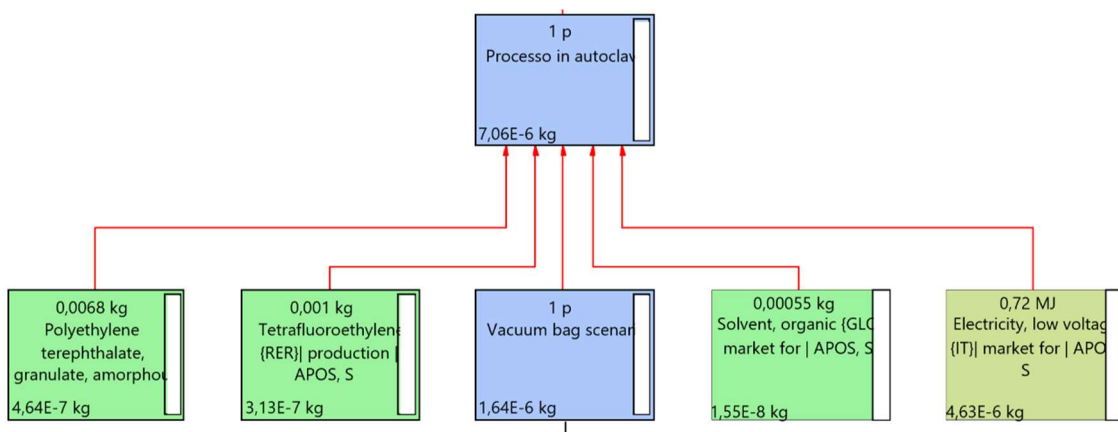 1 p
Processo in autoclav
7,06E-6 kg
0,0068 kg
Polyethylene
terephthalate,
granulate, amorphou
4,64E-7 kg
0,001 kg
Tetrafluoroethylene
{RER}| production |
APOS, S
3,13E-7 kg
1 p
Vacuum bag scenar
1,64E-6 kg
0,00055 kg
Solvent, organic {GLO
market for | APOS, S
1,55E-8 kg
0,72 MJ
Electricity, low voltag
{IT}| market for | APO
S
4,63E-6 kg